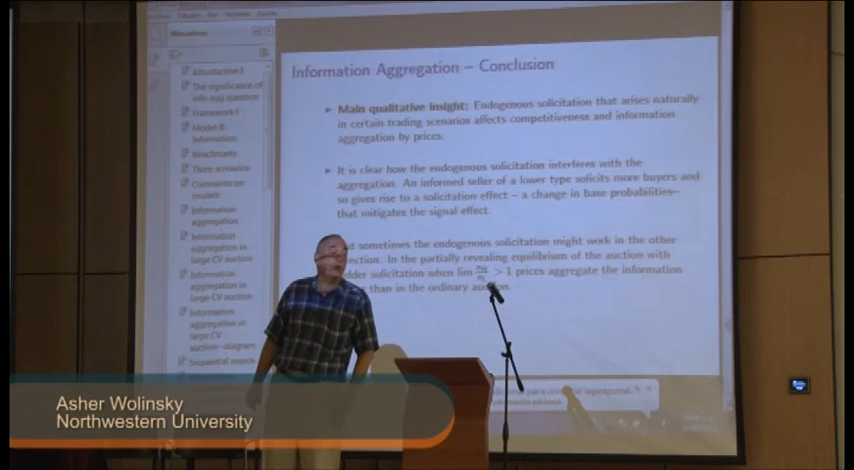 Information Aggregation – Conclusion
Main qualitative insight: Endogenous solicitation that arises naturally
in certain trading scenarios affects competitiveness and information
aggregation by prices.
It is clear how the endogenous solicitation interferes with the
aggregation. An informed seller of a lower type solicits more buyers and
so gives rise to a solicitation effect – a change in base probabilities–
that mitigates the signal effect.
ut sometimes the endogenous solicitation might work in the other
ection. In the partially revealing equilibrium of the auction with
dder solicitation when lim > 1 prices aggregate the information
than in the ordinary auction.
Introduction I
The significance of
info agg question
Framework I
Model II:
Information
Benchmarks
Three scenarios
Comments on
models
Information
aggregation
Information
aggregation in
large CV auction
Information
aggregation in
large CV auction
Information
aggregation in
large CV
auction–diagram
Sequential search
Asher Wolinsky
Northwestern University